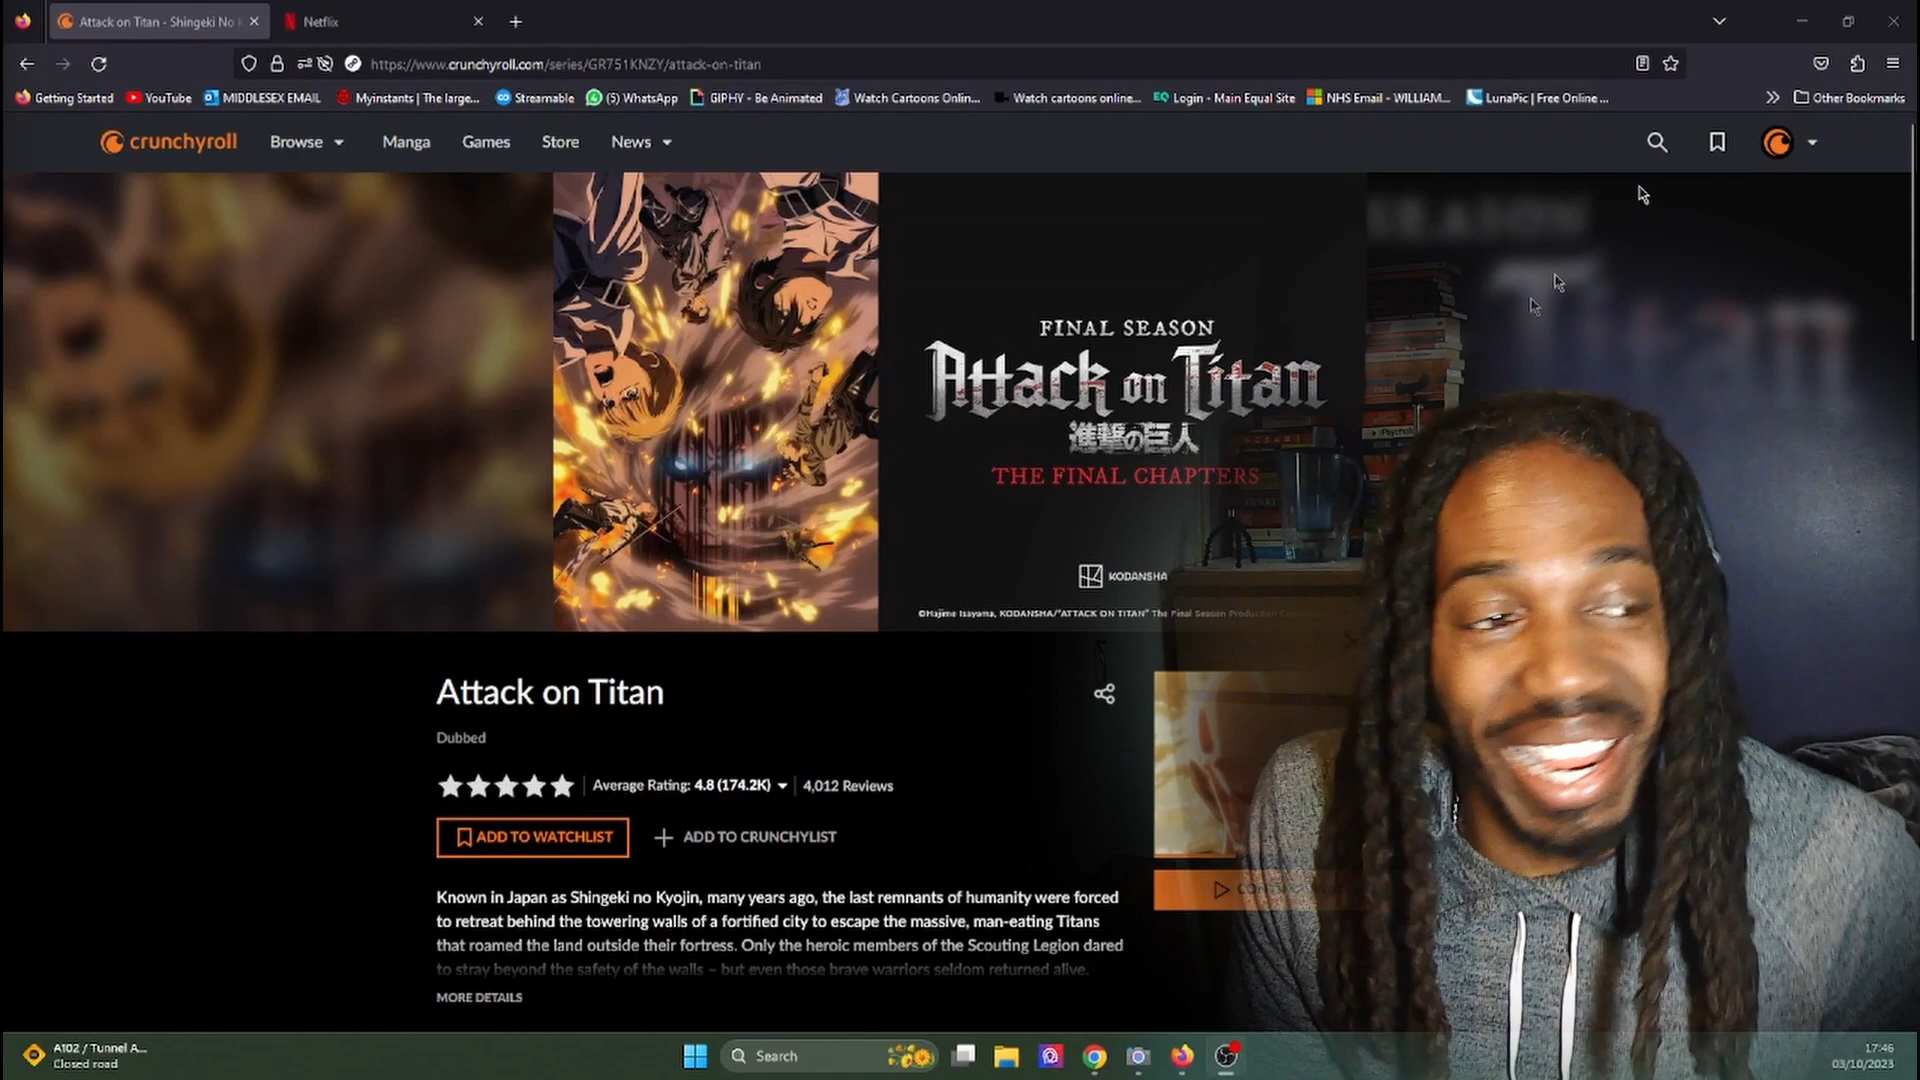 Attack on Titan - Shingeki No K
Netflix
https://www.crunchyroll.com/series/GR751KNZY/attack-on-titan
Getting Started
YouTube
MIDDLESEX EMAIL
Myinstants | The large...
Streamable
(5) WhatsApp
GIPHY - Be Animated
Watch Cartoons Onlin...
Watch cartoons online...
EQ Login - Main Equal Site
NHS Email - WILLIAM...
LunaPic | Free Online ...
Other Bookmarks
crunchyroll
Browse
Manga
Games
Store
News
SEASON
Titan
FINAL SEASON
Attack on Titan
進撃の巨人
THE FINAL CHAPTERS
KODANSHA
©Hajime Isayama, KODANSHA/"ATTACK ON TITAN" The Final Season Production
Attack on Titan
Dubbed
Average Rating: 4.8 (174.2K)
4,012 Reviews
ADD TO WATCHLIST
ADD TO CRUNCHYLIST
Known in Japan as Shingeki no Kyojin, many years ago, the last remnants of humanity were forced
to retreat behind the towering walls of a fortified city to escape the massive, man-eating Titans
that roamed the land outside their fortress. Only the heroic members of the Scouting Legion dared
to stray beyond the safety of the walls – but even those brave warriors seldom returned alive.
MORE DETAILS
A102 / Tunnel A...
Closed road
Search
17:46
03/10/2023